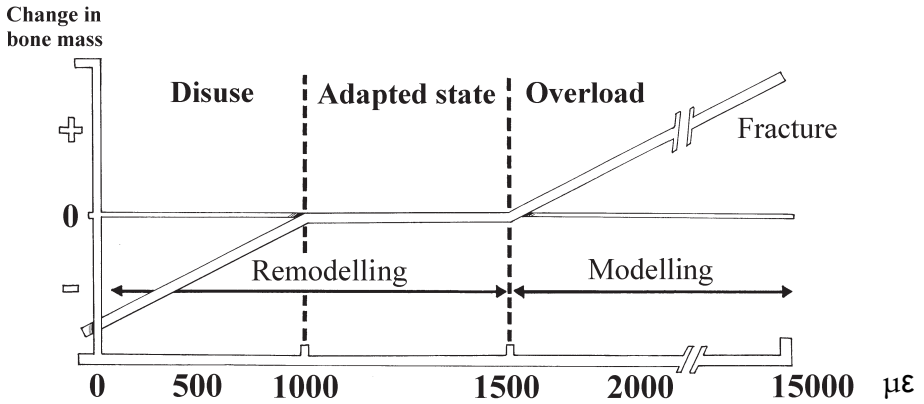 Change in
bone mass
Disuse
Adapted state
Overload
+
Fracture
0
Remodelling
Modelling
-
0 500 1000 1500 2000 15000 με